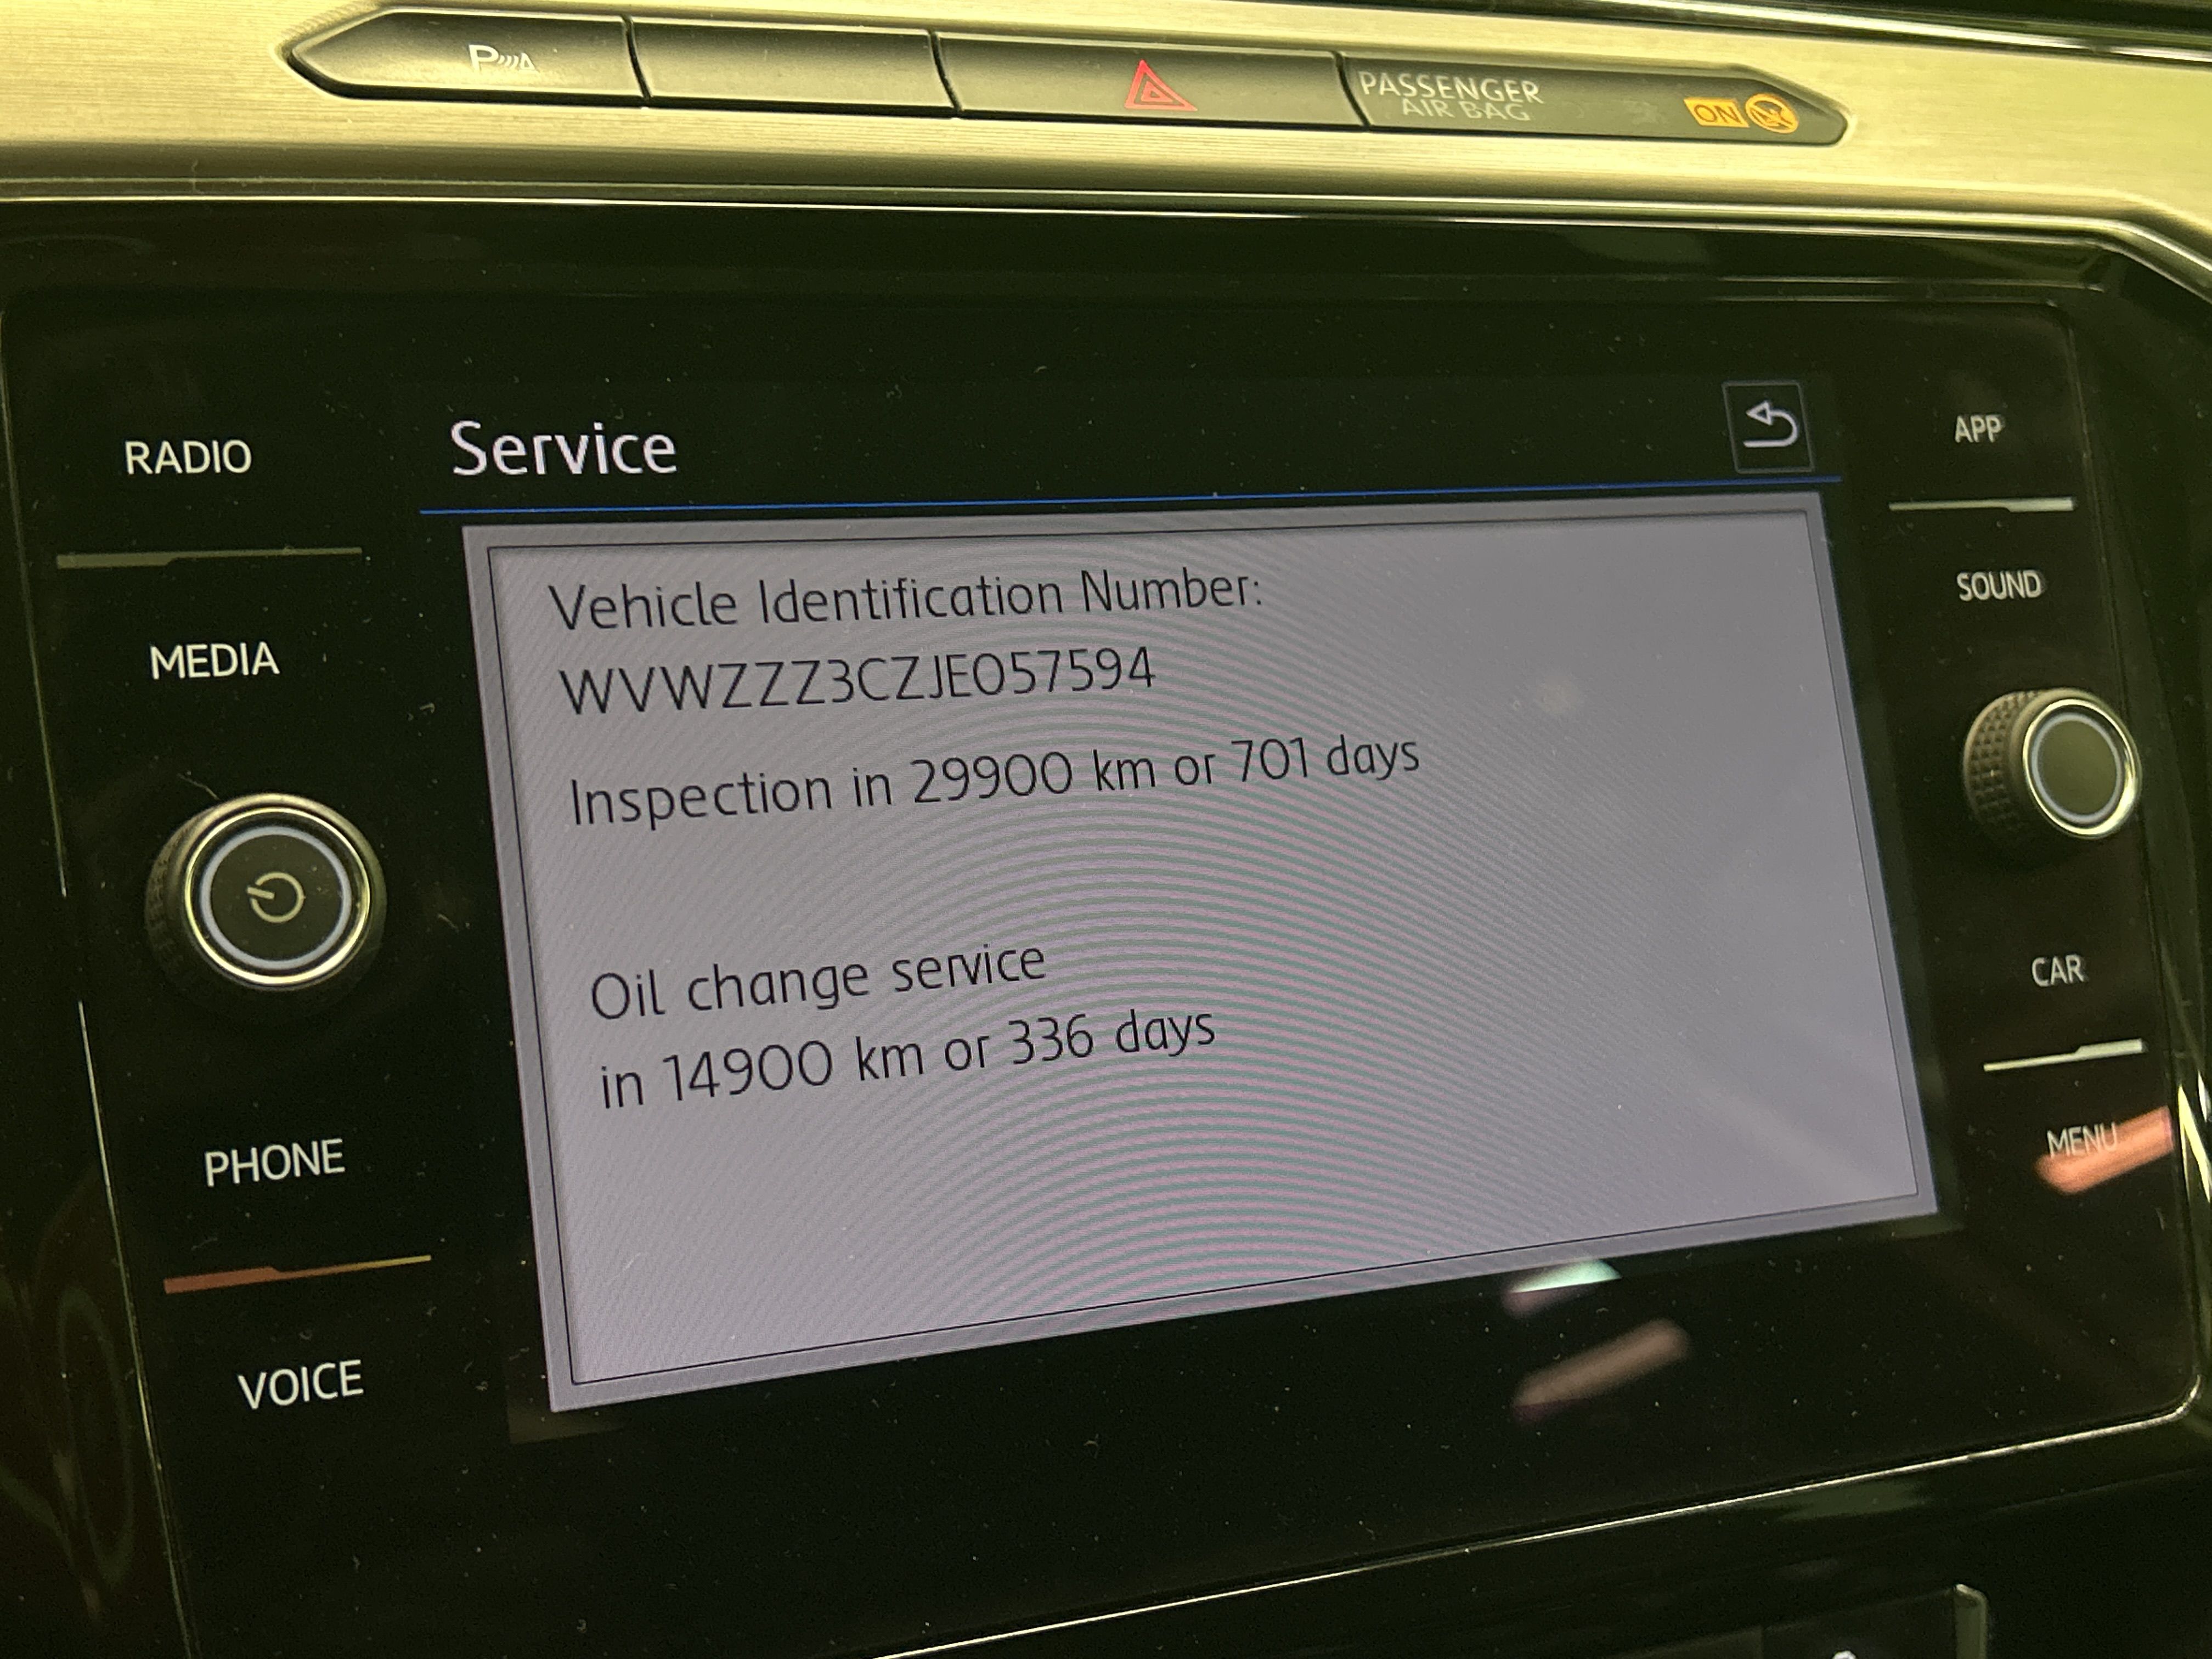 P
PASSENGER
AIR BAG
ON
RADIO
Service
APP
MEDIA
Vehicle Identification Number:
WVWZZZ3CZJE057594
SOUND
Inspection in 29900 km or 701 days
Oil change service
in 14900 km or 336 days
CAR
PHONE
MENU
VOICE